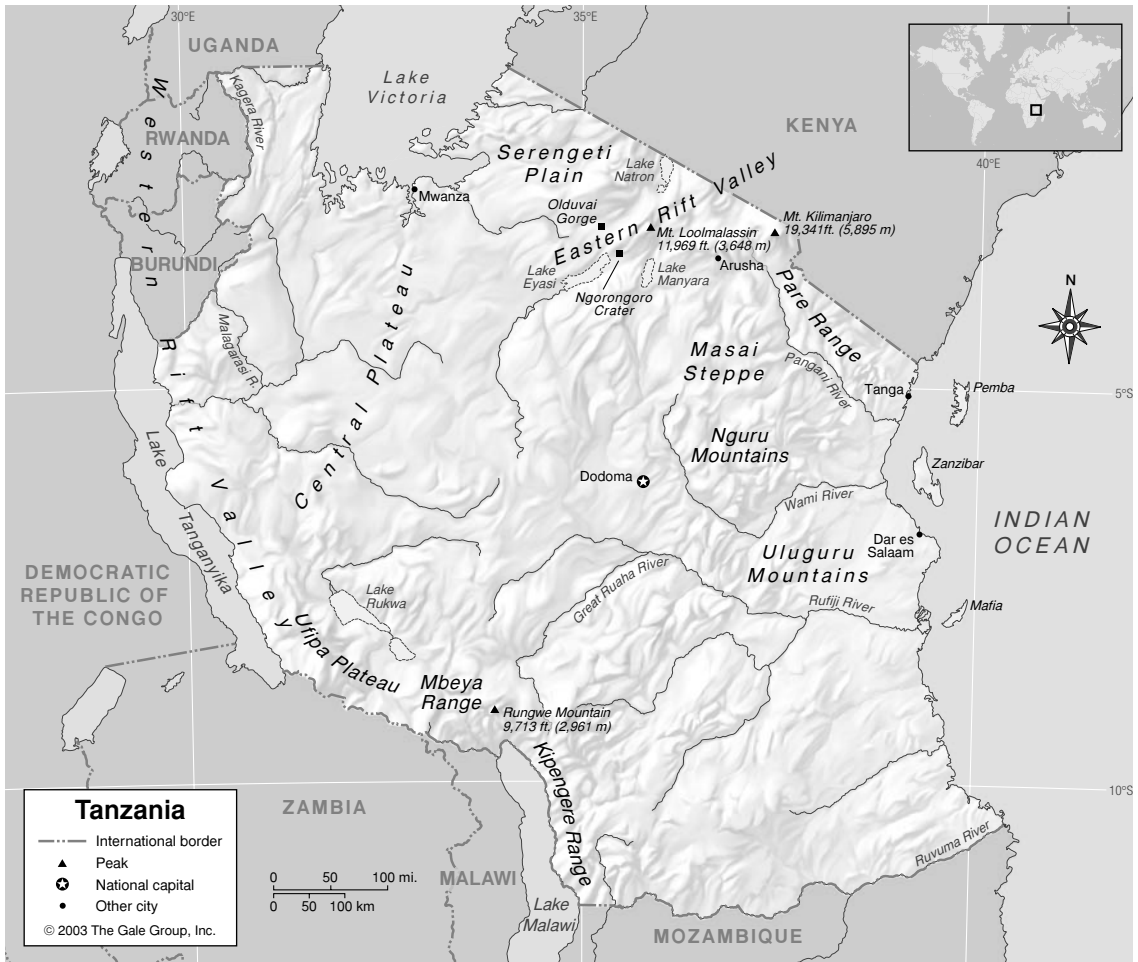 30°E
35°E
UGANDA
Lake
Victoria
Kagera River
RWANDA
KENYA
40°E
Serengeti
Plain
Lake
Natron
Mwanza
Olduvai
Gorge
Eastern Rift Valley
Mt. Loolmalassin
11,969 ft. (3,648 m)
Mt. Kilimanjaro
19,341ft. (5,895 m)
BURUNDI
Lake
Eyasi
Ngorongoro
Crater
Lake
Manyara
Arusha
N
Pare Range
Malagarasi R.
Western Rift Valley
Central Plateau
Masai
Steppe
Pangani River
Tanga
Pemba
5°S
Nguru
Mountains
Dodoma
Zanzibar
Lake Tanganyika
Wami River
INDIAN
OCEAN
Dar es
Salaam
Uluguru
Mountains
DEMOCRATIC
REPUBLIC OF
THE CONGO
Lake
Rukwa
Great Ruaha River
Rufiji River
Mafia
Ufipa Plateau
Mbeya
Range
Rungwe Mountain
9,713 ft. (2,961 m)
Kipengere Range
ZAMBIA
10°S
Ruvuma River
MALAWI
Lake
Malawi
MOZAMBIQUE
Tanzania
International border
Peak
National capital
Other city
© 2003 The Gale Group, Inc.
0 50 100 mi.
0 50 100 km